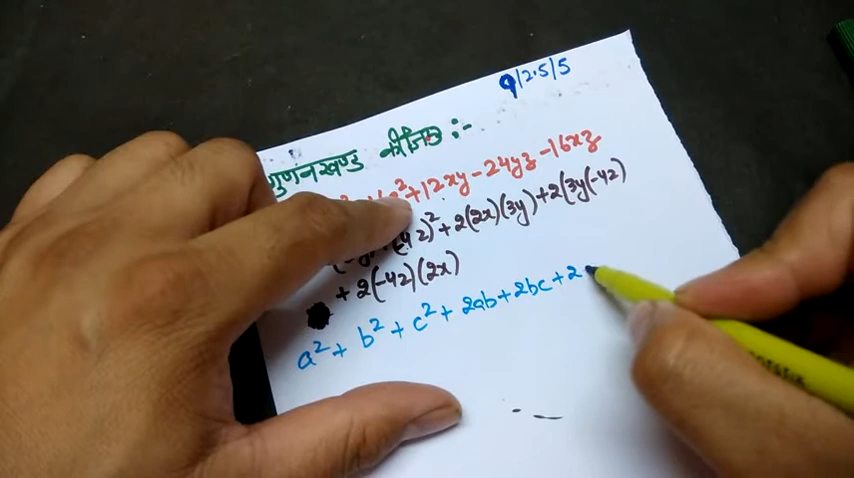 9/2.5/5
गुणनखण्ड कीजिए :-
+12xy-24yz-16xz
(-4z)²+2(2x)(3y)+2(3y(-4z)
+ 2(-4z)(2x)
a²+ b²+ c²+ 2ab+2bc+2